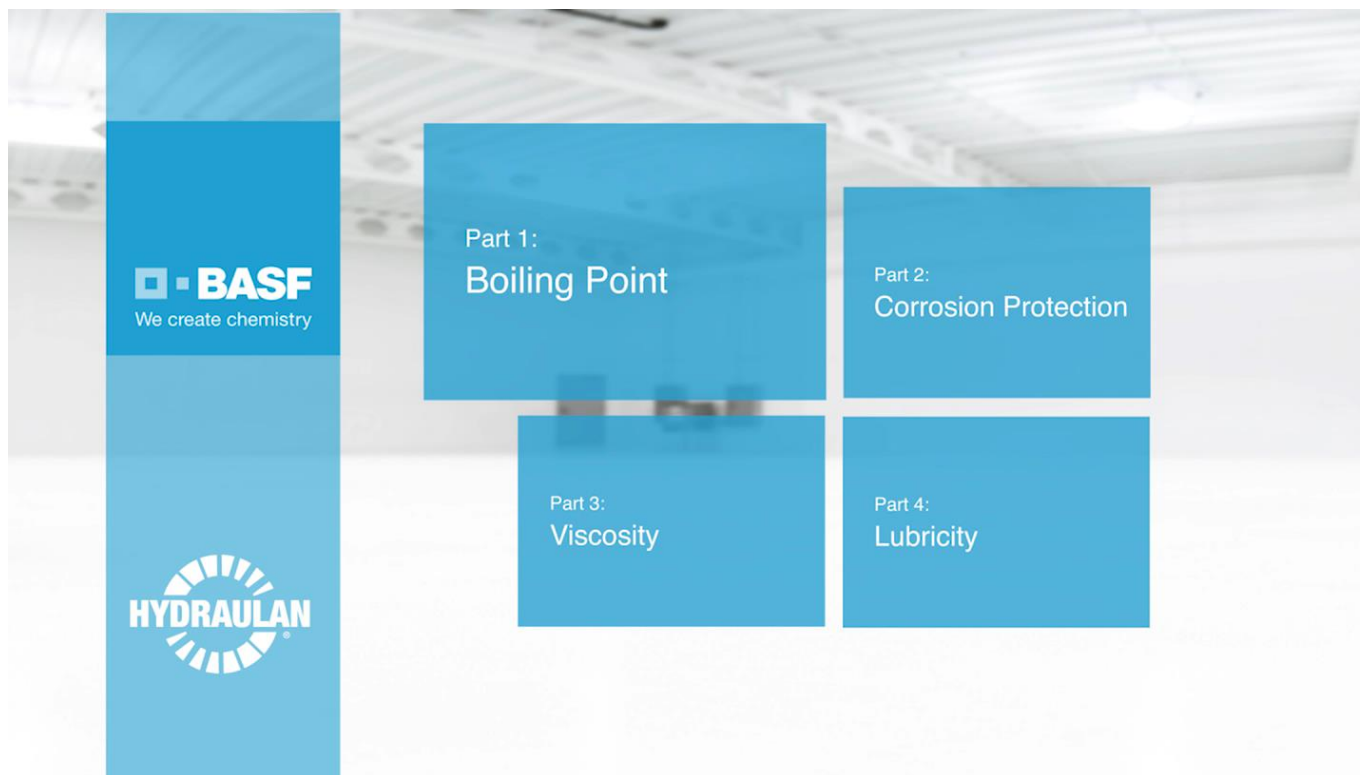 BASF
We create chemistry
HYDRAULAN
®
Part 1:
Boiling Point
Part 2:
Corrosion Protection
Part 3:
Viscosity
Part 4:
Lubricity